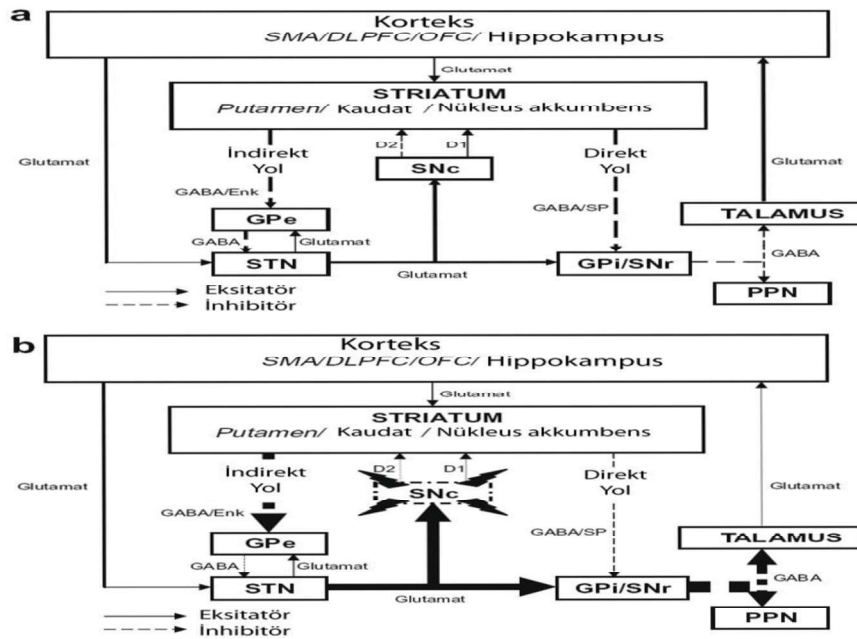 a
Korteks
SMA/DLPFC/OFC/ Hippokampus
Glutamat
STRIATUM
Putamen/ Kaudat / Nükleus akkumbens
Glutamat
İndirekt
Yol
D2
D1
SNc
Direkt
Yol
Glutamat
GABA/Enk
GPe
GABA/SP
TALAMUS
GABA
Glutamat
STN
Glutamat
GPi/SNr
GABA
PPN
Eksitatör
İnhibitör
b
Korteks
SMA/DLPFC/OFC/ Hippokampus
Glutamat
STRIATUM
Putamen/ Kaudat / Nükleus akkumbens
Glutamat
İndirekt
Yol
D2
D1
SNc
Direkt
Yol
Glutamat
GABA/Enk
GPe
GABA/SP
TALAMUS
GABA
Glutamat
STN
Glutamat
GPi/SNr
GABA
PPN
Eksitatör
İnhibitör